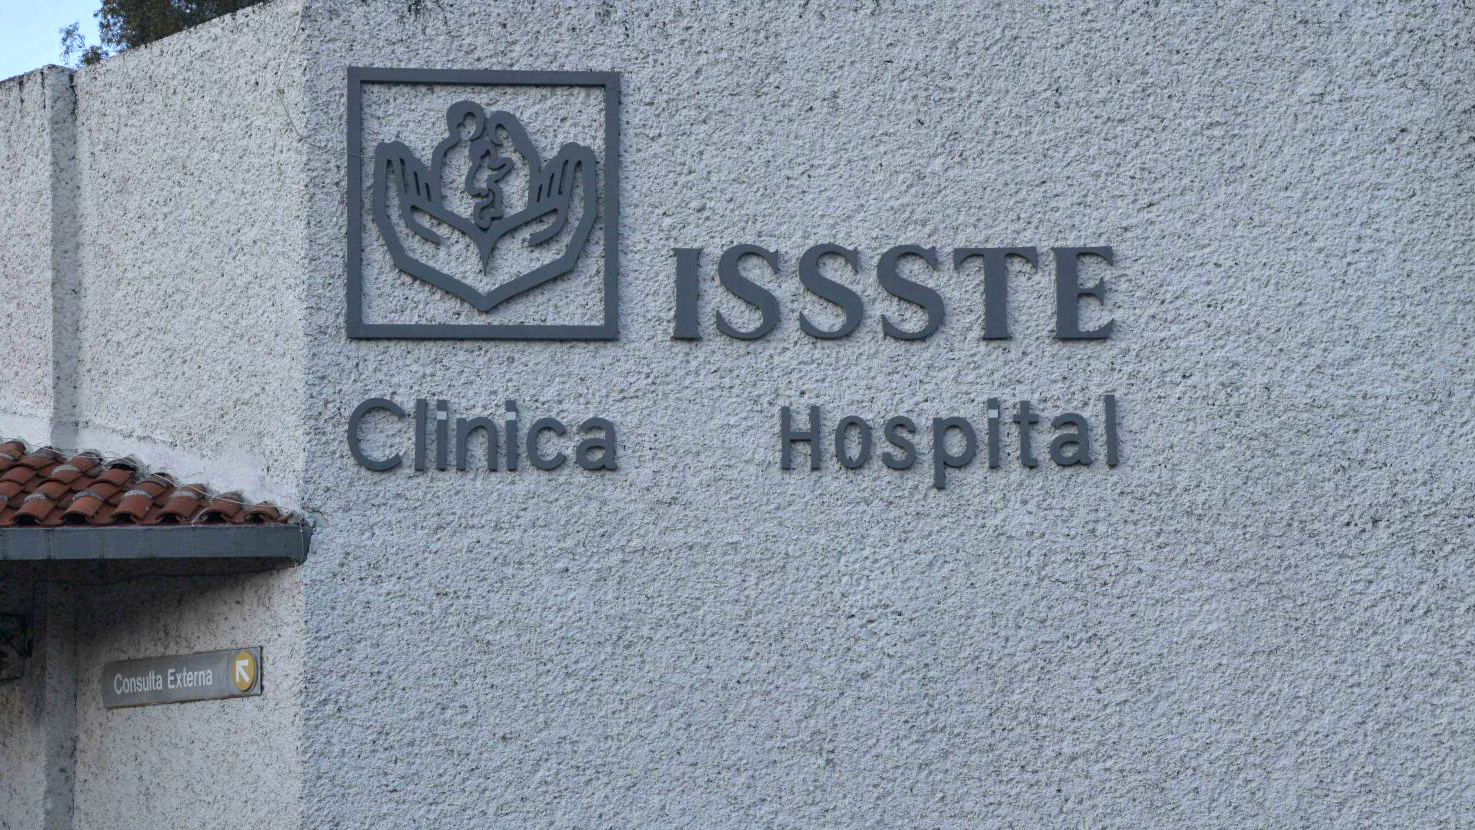 ISSSTE
Clinica Hospital
Consulta Externa